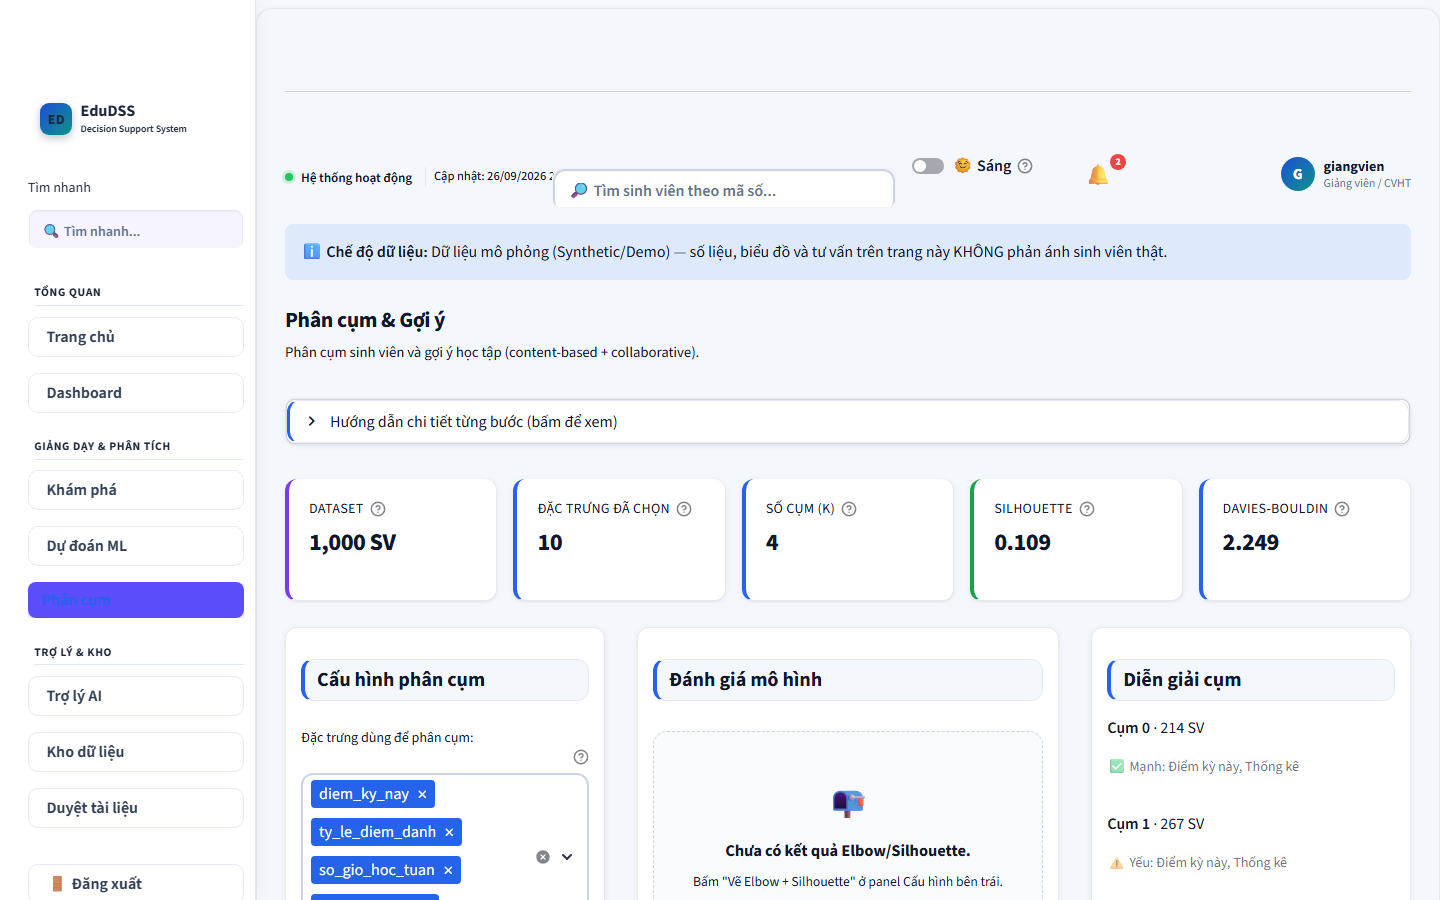 ED
EduDSS
Decision Support System
Tìm nhanh
Tìm nhanh...
TỔNG QUAN
Trang chủ
Dashboard
GIẢNG DẠY & PHÂN TÍCH
Khám phá
Dự đoán ML
Phân cụm
TRỢ LÝ & KHO
Trợ lý AI
Kho dữ liệu
Duyệt tài liệu
Đăng xuất
Hệ thống hoạt động
Cập nhật: 26/09/2026 2
Tìm sinh viên theo mã số...
Sáng
2
G
giangvien
Giảng viên / CVHT
Chế độ dữ liệu: Dữ liệu mô phỏng (Synthetic/Demo) — số liệu, biểu đồ và tư vấn trên trang này KHÔNG phản ánh sinh viên thật.
Phân cụm & Gợi ý
Phân cụm sinh viên và gợi ý học tập (content-based + collaborative).
Hướng dẫn chi tiết từng bước (bấm để xem)
DATASET
1,000 SV
ĐẶC TRƯNG ĐÃ CHỌN
10
SỐ CỤM (K)
4
SILHOUETTE
0.109
DAVIES-BOULDIN
2.249
Cấu hình phân cụm
Đặc trưng dùng để phân cụm:
diem_ky_nay ×
ty_le_diem_danh ×
so_gio_hoc_tuan ×
Đánh giá mô hình
Chưa có kết quả Elbow/Silhouette.
Bấm "Vẽ Elbow + Silhouette" ở panel Cấu hình bên trái.
Diễn giải cụm
Cụm 0 · 214 SV
Mạnh: Điểm kỳ này, Thống kê
Cụm 1 · 267 SV
Yếu: Điểm kỳ này, Thống kê